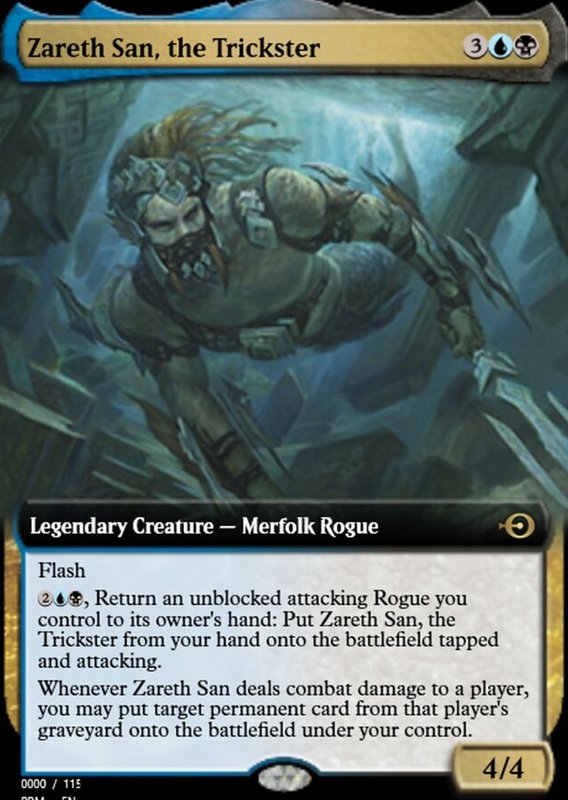 Zareth San, the Trickster 3
Legendary Creature — Merfolk Rogue
Flash
2, Return an unblocked attacking Rogue you
control to its owner's hand: Put Zareth San, the
Trickster from your hand onto the battlefield tapped
and attacking.
Whenever Zareth San deals combat damage to a player,
you may put target permanent card from that player's
graveyard onto the battlefield under your control.
4/4
0000 / 115